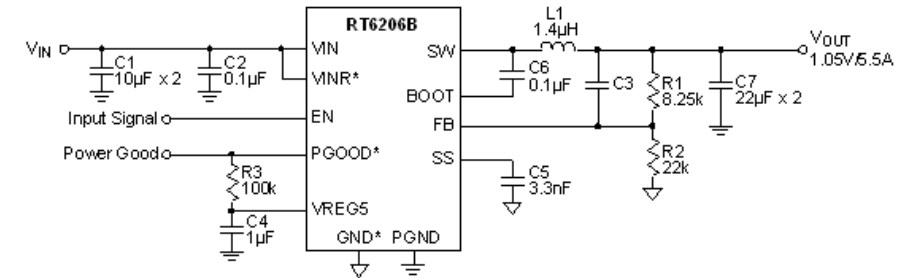 RT6206B
L1
1.4µH
VIN
VIN
C1
10µF x 2
C2
0.1µF
VINR*
SW
C6
0.1µF
BOOT
C3
R1
8.25k
C7
22µF x 2
VOUT
1.05V/5.5A
Input Signal
EN
FB
Power Good
PGOOD*
SS
R2
22k
R3
100k
C5
3.3nF
VREG5
C4
1µF
GND* PGND